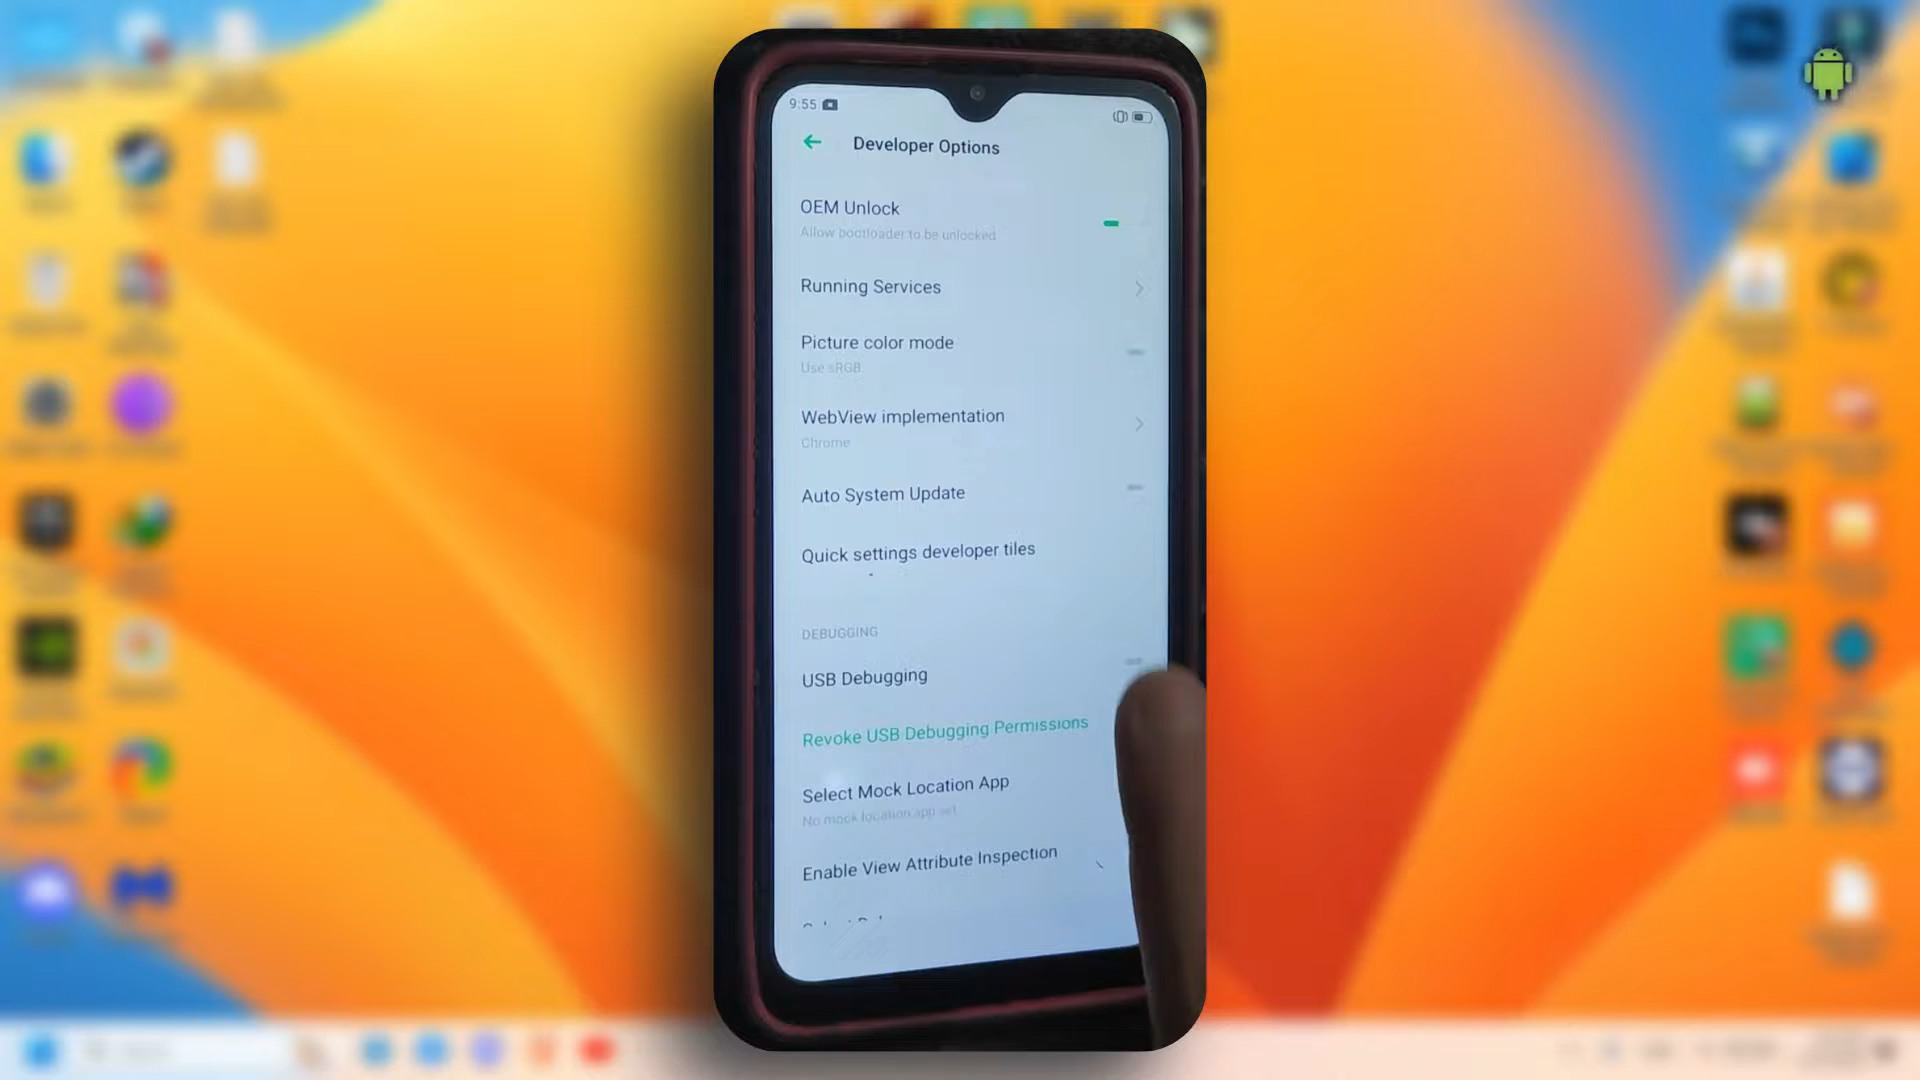 9:55
Developer Options
OEM Unlock
Allow bootloader to be unlocked
Running Services
Picture color mode
Use sRGB
WebView implementation
Chrome
Auto System Update
Quick settings developer tiles
DEBUGGING
USB Debugging
Revoke USB Debugging Permissions
Select Mock Location App
No mock location app set
Enable View Attribute Inspection